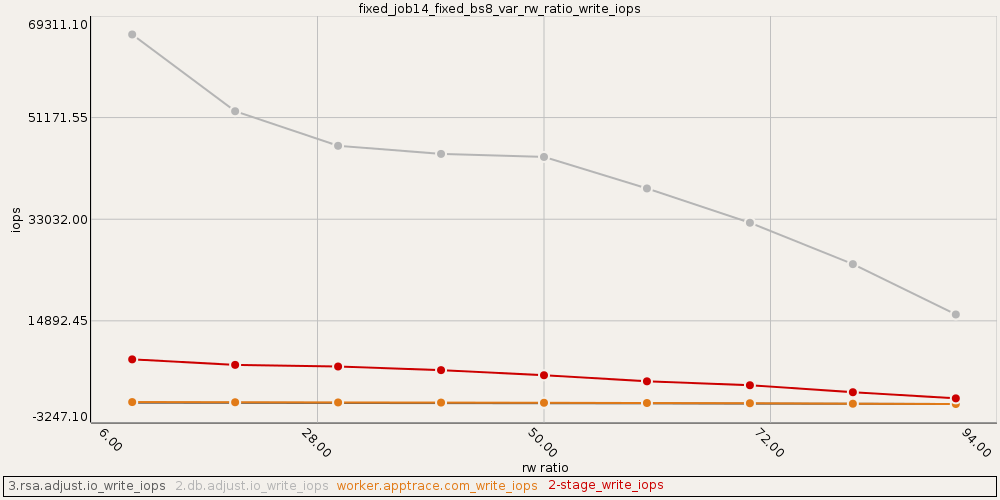 fixed_job14_fixed_bs8_var_rw_ratio_write_iops
69311.10
51171.55
iops
33032.00
14892.45
-3247.10
6.00 28.00 50.00 72.00 94.00
rw ratio
3.rsa.adjust.io_write_iops 2.db.adjust.io_write_iops worker.apptrace.com_write_iops 2-stage_write_iops